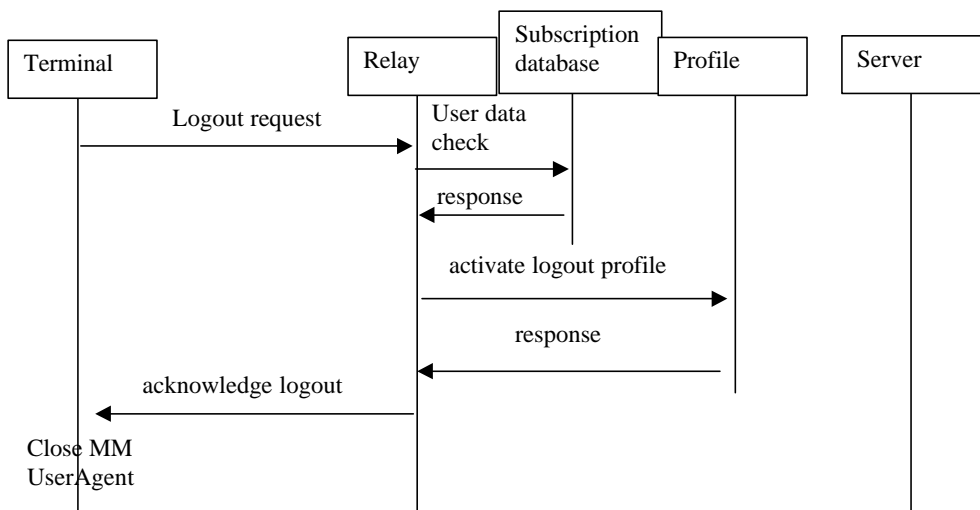 Terminal
Relay
Subscription
database
Profile
Server
Logout request
User data
check
response
activate logout profile
response
acknowledge logout
Close MM
UserAgent